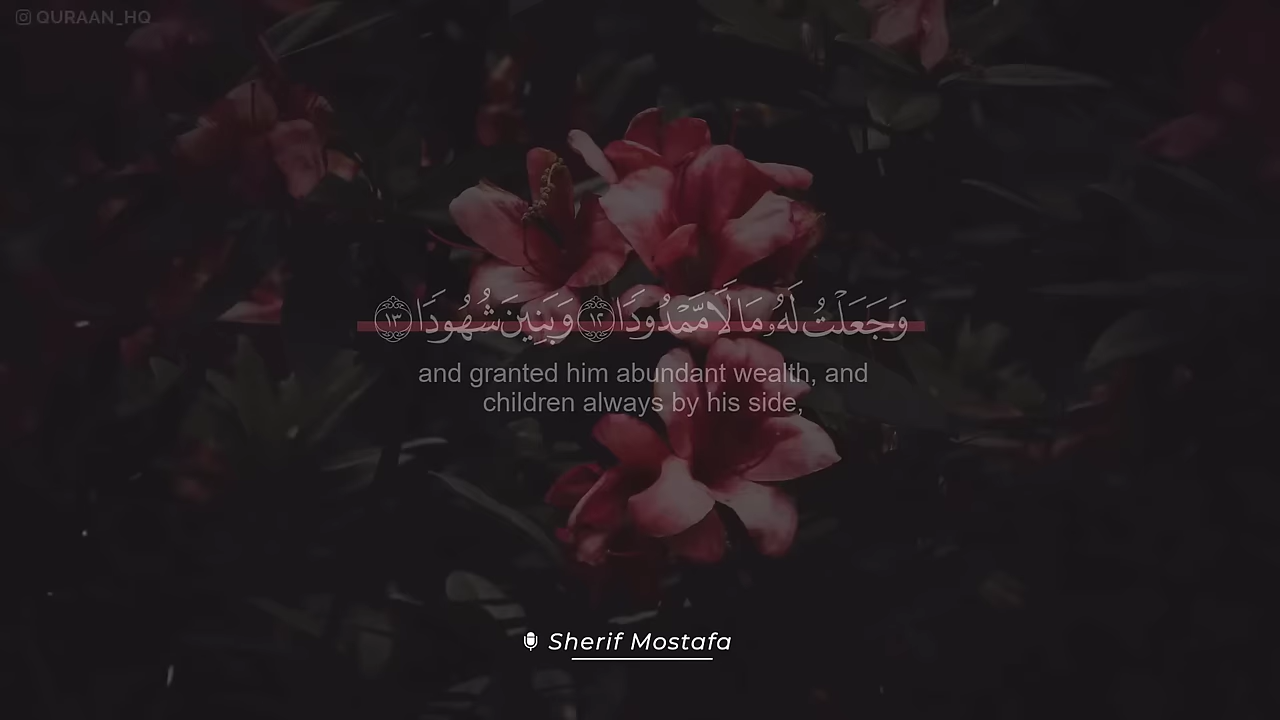 QURAAN_HQ
وَجَعَلْتُ لَهُۥ مَالًا مَّمْدُودًا ١٢ وَبَنِينَ شُهُودًا ١٣
and granted him abundant wealth, and
children always by his side,
Sherif Mostafa